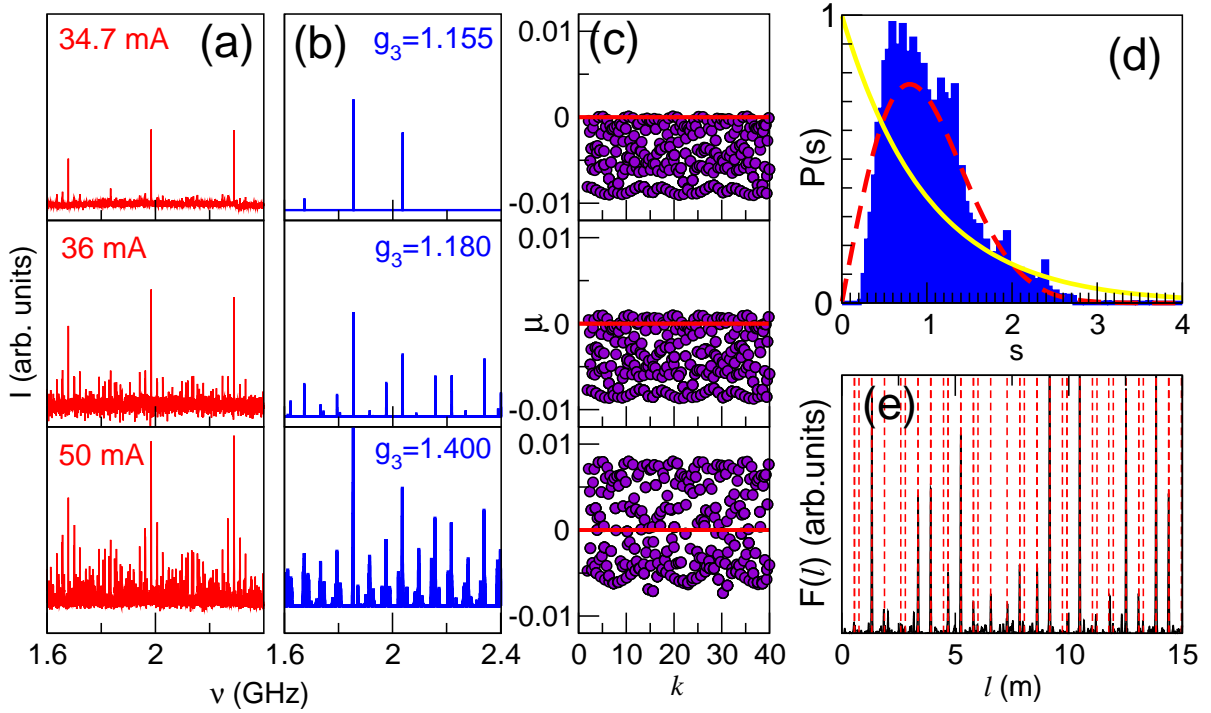 34.7 mA
(a)
36 mA
50 mA
I (arb. units)
1.6
2
ν (GHz)
(b)
g3=1.155
g3=1.180
g3=1.400
1.6
2
2.4
(c)
0.01
0
-0.01
0.01
0
-0.01
0.01
0
-0.01
μ
0
10
20
30
40
k
(d)
1
0
P(s)
0
1
2
3
4
s
(e)
F(l) (arb.units)
0
5
10
15
l (m)